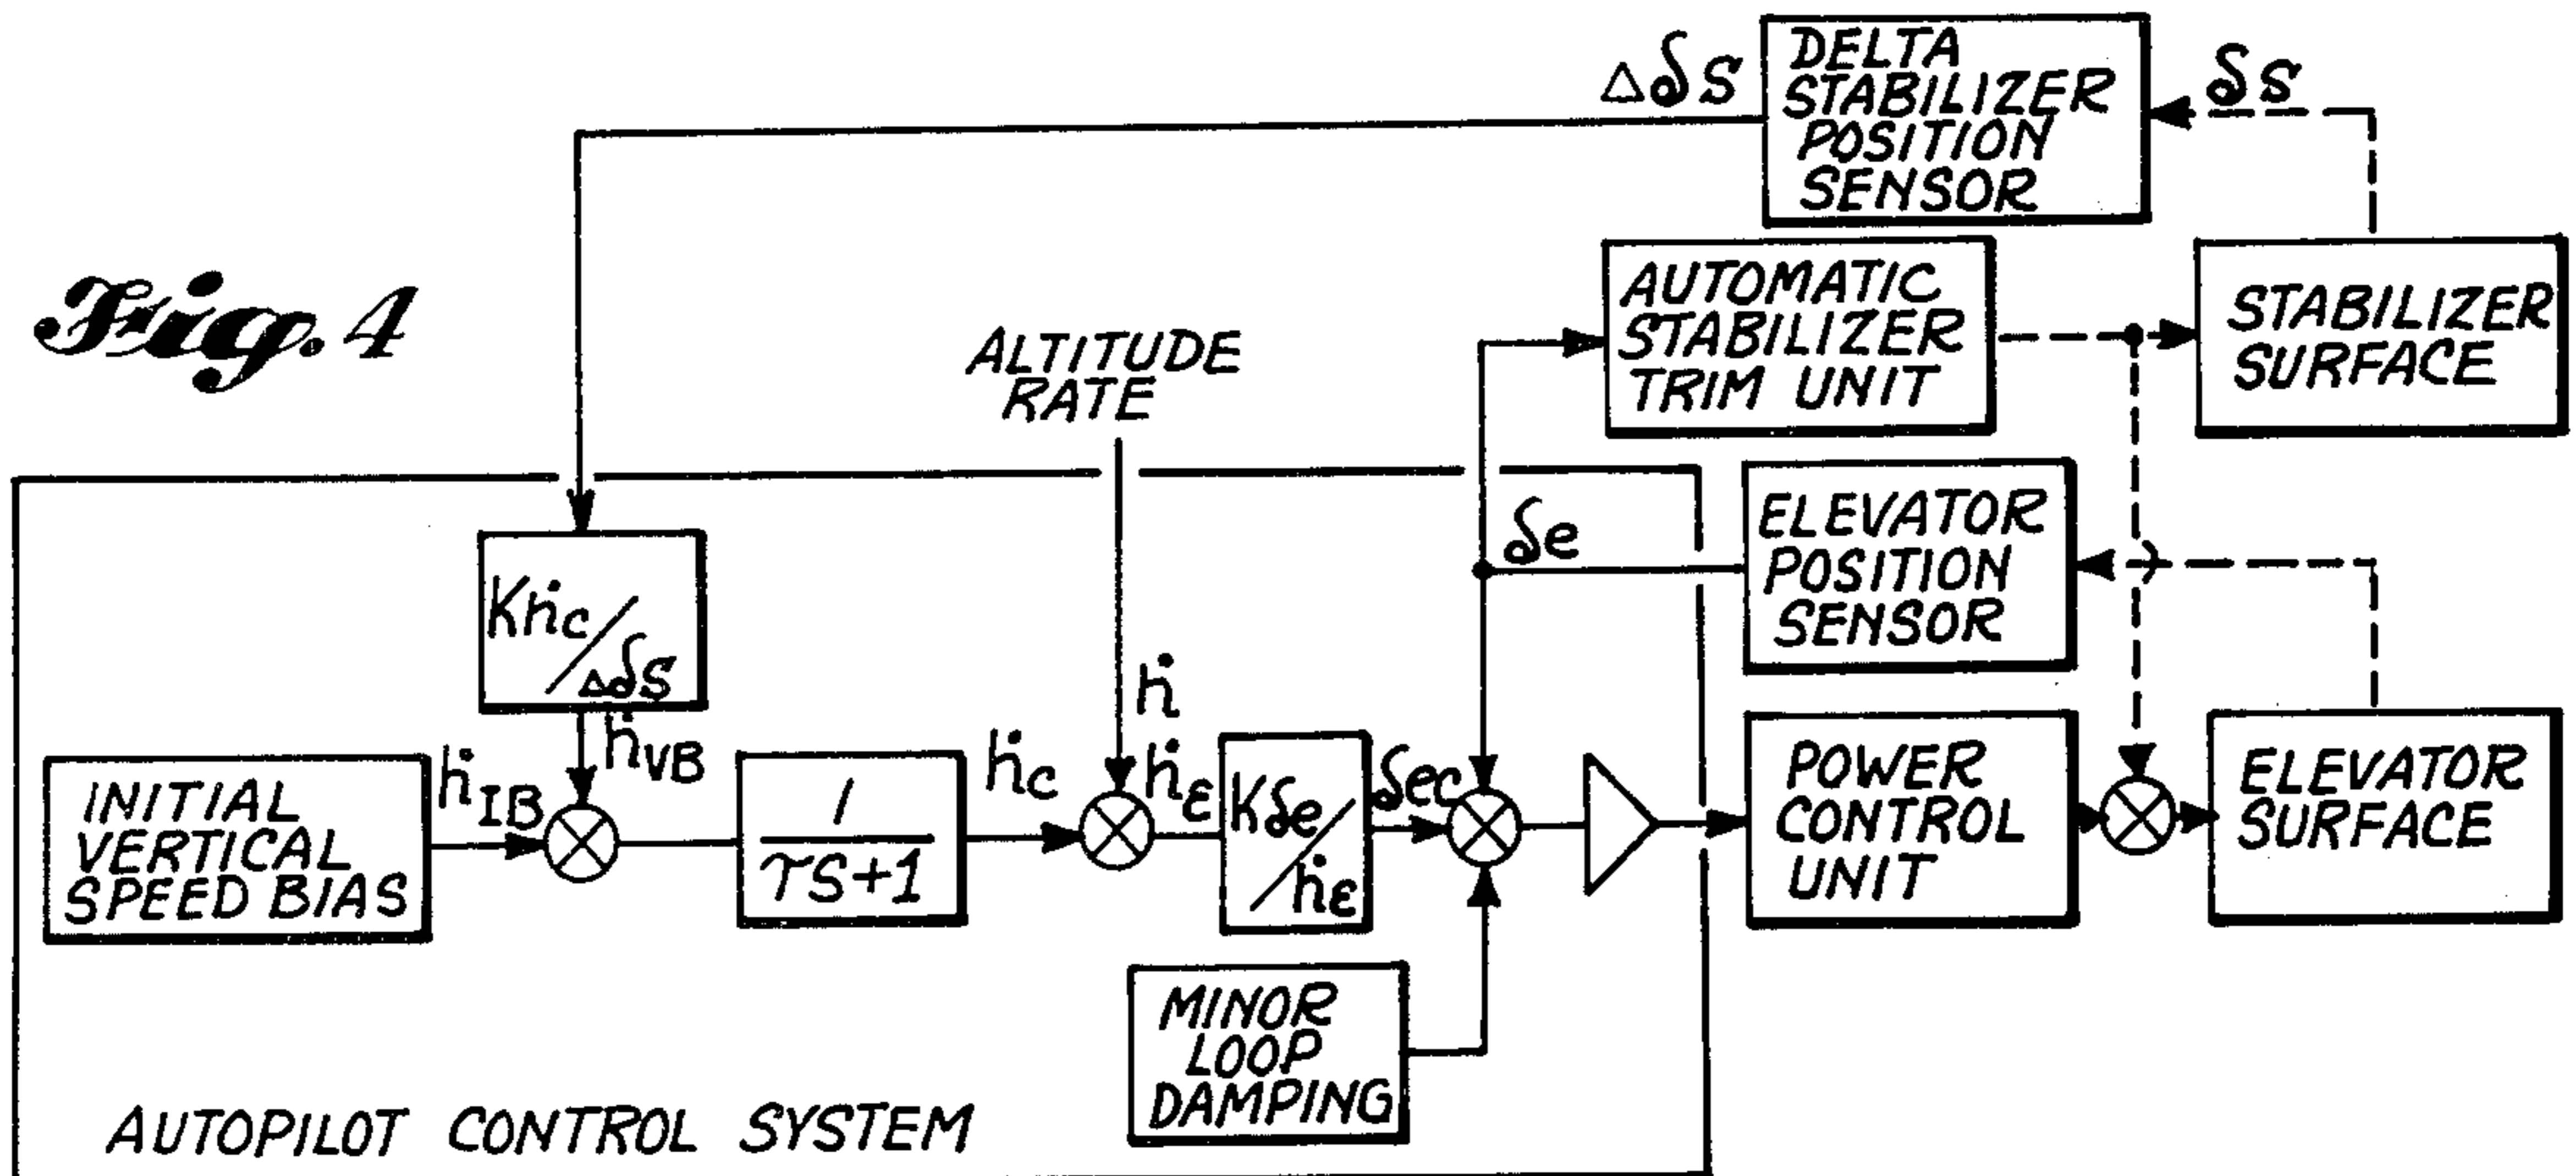 Fig. 4
ΔδS
DELTA
STABILIZER
POSITION
SENSOR
δS
ALTITUDE
RATE
AUTOMATIC
STABILIZER
TRIM UNIT
STABILIZER
SURFACE
Kḣc/ΔδS
δe
ELEVATOR
POSITION
SENSOR
INITIAL
VERTICAL
SPEED BIAS
ḣIB
ḣVB
1
τS+1
ḣc
ḣ
ḣε
Kδe/ḣε
δec
POWER
CONTROL
UNIT
ELEVATOR
SURFACE
MINOR
LOOP
DAMPING
AUTOPILOT CONTROL SYSTEM